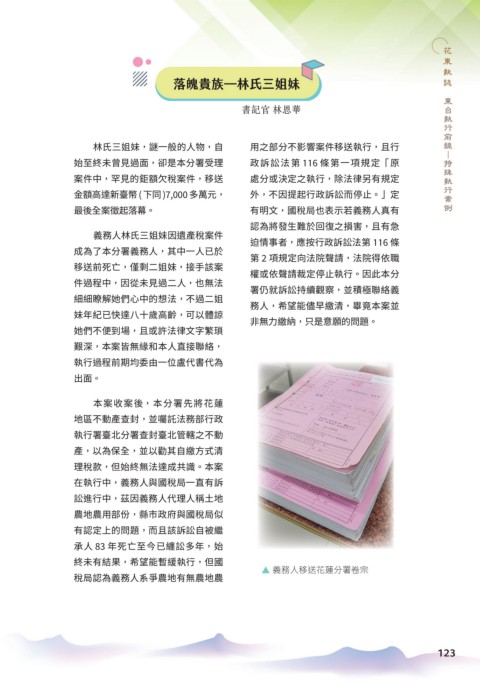 落魄貴族—林氏三姐妹
書記官 林恩華
林氏三姐妹，謎一般的人物，自
始至終未曾見過面，卻是本分署受理
案件中，罕見的鉅額欠稅案件，移送
金額高達新臺幣 ( 下同 )7,000 多萬元，
最後全案徵起落幕。
義務人林氏三姐妹因遺產稅案件
成為了本分署義務人，其中一人已於
移送前死亡，僅剩二姐妹，接手該案
件過程中，因從未見過二人，也無法
細細瞭解她們心中的想法，不過二姐
妹年紀已快達八十歲高齡，可以體諒
她們不便到場，且或許法律文字繁瑣
艱深，本案皆無緣和本人直接聯絡，
執行過程前期均委由一位盧代書代為
出面。
本案收案後，本分署先將花蓮
地區不動產查封，並囑託法務部行政
執行署臺北分署查封臺北管轄之不動
產，以為保全，並以勸其自繳方式清
理稅款，但始終無法達成共識。本案
在執行中，義務人與國稅局一直有訴
訟進行中，茲因義務人代理人稱土地
農地農用部份，縣市政府與國稅局似
有認定上的問題，而且該訴訟自被繼
承人 83 年死亡至今已纏訟多年，始
終未有結果，希望能暫緩執行，但國
稅局認為義務人系爭農地有無農地農
用之部分不影響案件移送執行，且行
政訴訟法第 116 條第一項規定「原
處分或決定之執行，除法律另有規定
外，不因提起行政訴訟而停止。」定
有明文，國稅局也表示若義務人真有
認為將發生難於回復之損害，且有急
迫情事者，應按行政訴訟法第 116 條
第 2 項規定向法院聲請，法院得依職
權或依聲請裁定停止執行。因此本分
署仍就訴訟持續觀察，並積極聯絡義
務人，希望能儘早繳清，畢竟本案並
非無力繳納，只是意願的問題。
▲ 義務人移送花蓮分署卷宗
花東執誌
東台執行前線—特殊執行案例
123